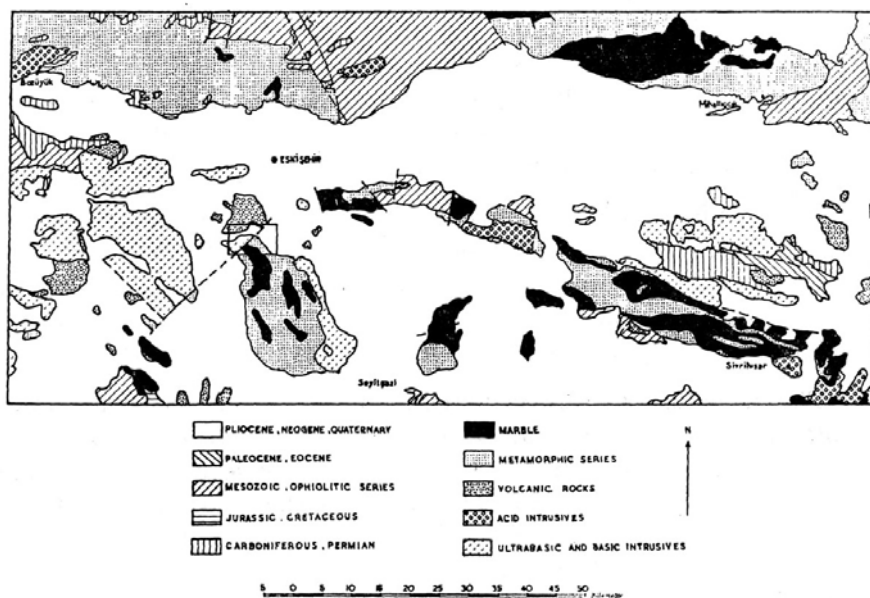 Bozüyük
Mihalıççık
ESKİŞEHİR
Seyitgazi
Sivrihisar
PLIOCENE, NEOGENE, QUATERNARY
PALEOCENE, EOCENE
MESOZOIC, OPHIOLITIC SERIES
JURASSIC, CRETACEOUS
CARBONIFEROUS, PERMIAN
MARBLE
METAMORPHIC SERIES
VOLCANIC ROCKS
ACID INTRUSIVES
ULTRABASIC AND BASIC INTRUSIVES
N
5 0 5 10 15 20 25 30 35 40 45 50 Kilometer